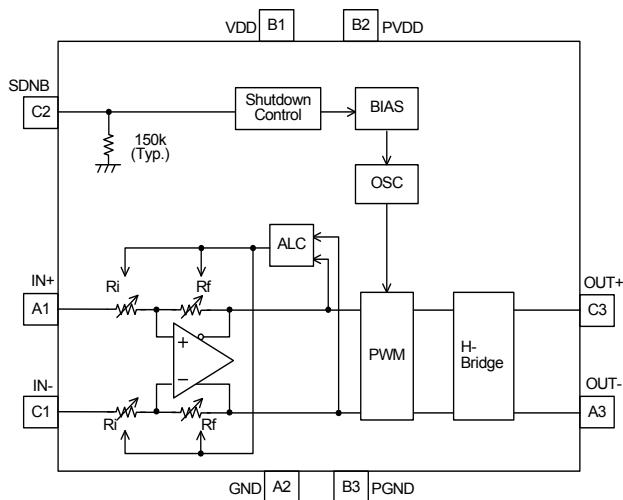 VDD B1 B2 PVDD
SDNB
C2
Shutdown
Control
BIAS
150k
(Typ.)
OSC
ALC
IN+ Ri Rf OUT+
A1 C3
+
PWM
H-
Bridge
−
IN- OUT-
C1 Ri Rf A3
GND A2 B3 PGND